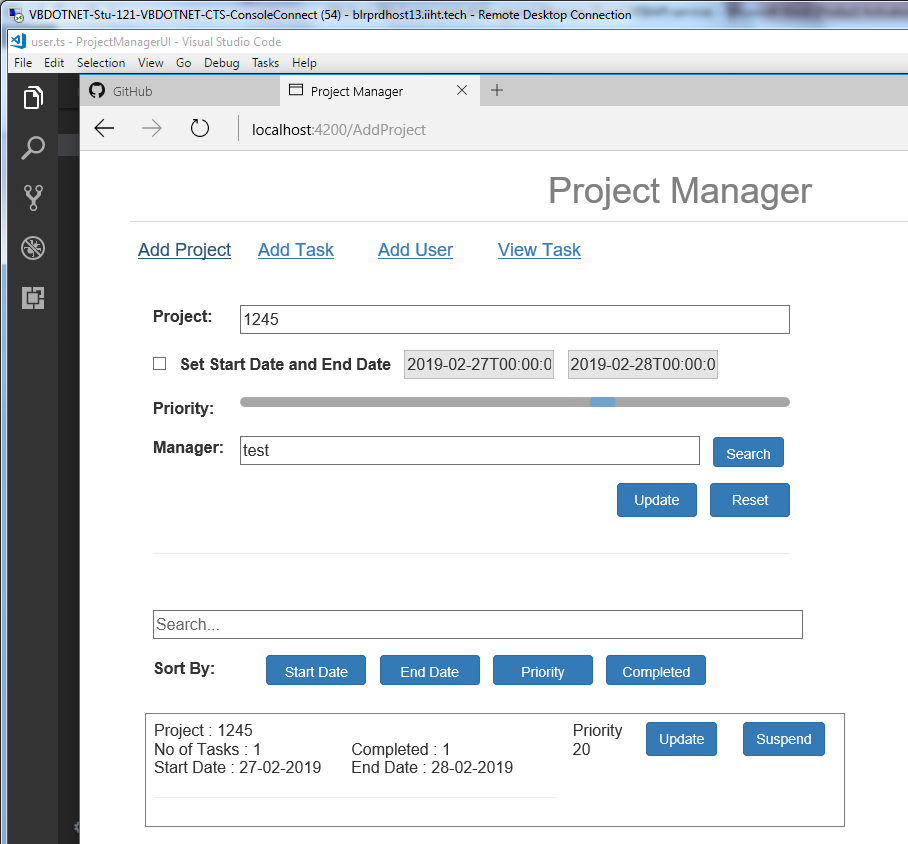 VBDOTNET-Stu-121-VBDOTNET-CTS-ConsoleConnect (54) - blrprdhost13.iiht.tech - Remote Desktop Connection
user.ts - ProjectManagerUI - Visual Studio Code
File Edit Selection View Go Debug Tasks Help
GitHub Project Manager
localhost:4200/AddProject
Project Manager
Add Project Add Task Add User View Task
Project: 1245
Set Start Date and End Date 2019-02-27T00:00:0 2019-02-28T00:00:0
Priority:
Manager: test Search
Update Reset
Search...
Sort By: Start Date End Date Priority Completed
Project : 1245 Priority Update Suspend
No of Tasks : 1 Completed : 1 20
Start Date : 27-02-2019 End Date : 28-02-2019